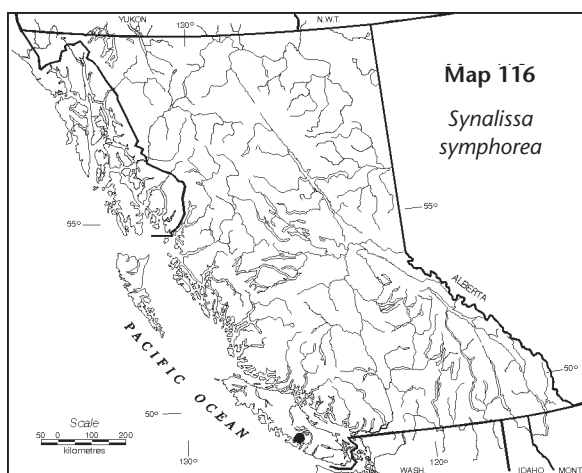 YUKON
130°
N.W.T.
Map 116
Synalissa
symphorea
55°
55°
ALBERTA
PACIFIC OCEAN
50°
50°
Scale
50 0 100 200
kilometres
130°
120°
WASH.
IDAHO
MONT